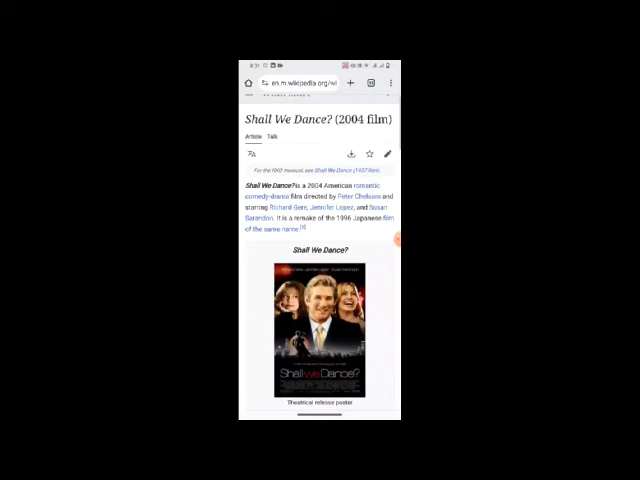 8:31
en.m.wikipedia.org/wi
Shall We Dance? (2004 film)
Article Talk
For the RKO musical, see Shall We Dance (1937 film).
Shall We Dance? is a 2004 American romantic
comedy-drama film directed by Peter Chelsom and
starring Richard Gere, Jennifer Lopez, and Susan
Sarandon. It is a remake of the 1996 Japanese film
of the same name.[1]
Shall We Dance?
Shall we Dance?
Theatrical release poster